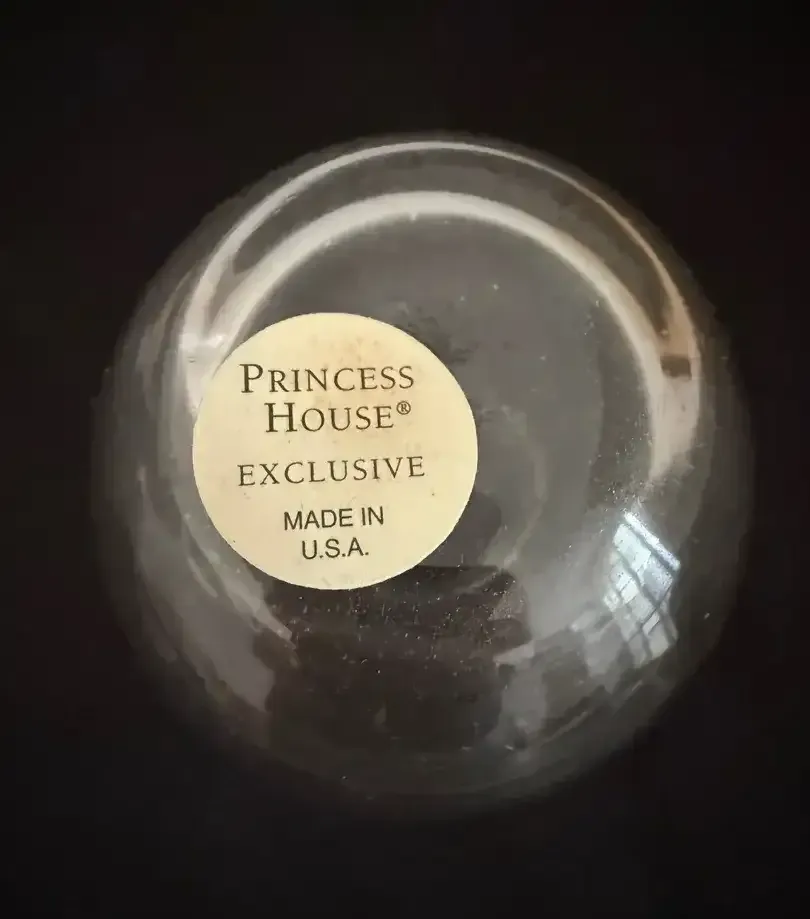 PRINCESS
HOUSE®
EXCLUSIVE
MADE IN
U.S.A.